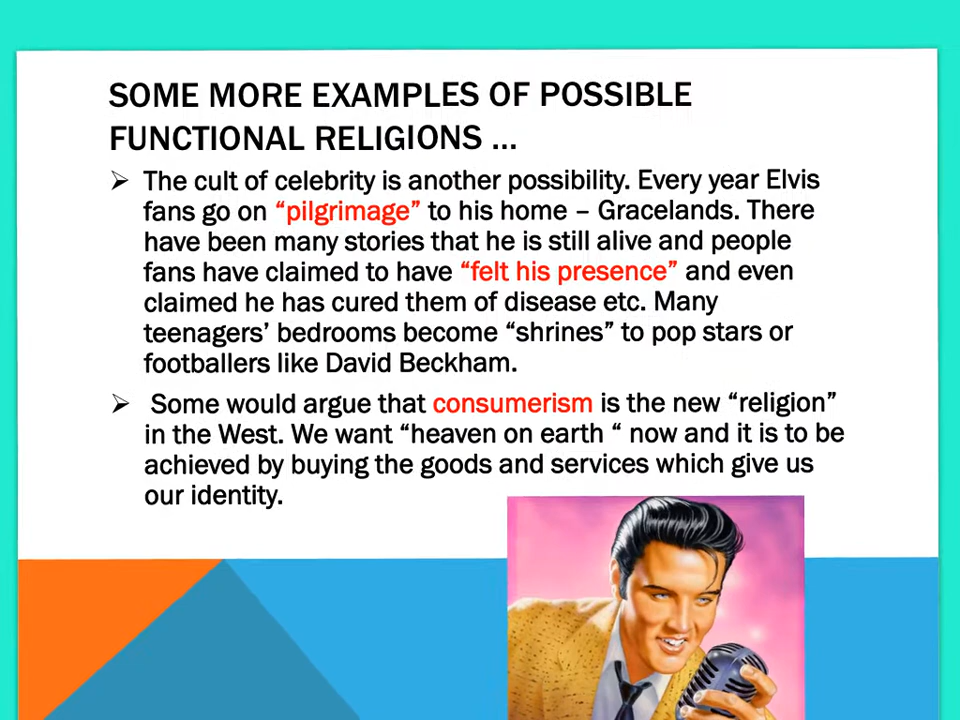 SOME MORE EXAMPLES OF POSSIBLE
FUNCTIONAL RELIGIONS ...
➢ The cult of celebrity is another possibility. Every year Elvis
fans go on “pilgrimage” to his home – Gracelands. There
have been many stories that he is still alive and people
fans have claimed to have “felt his presence” and even
claimed he has cured them of disease etc. Many
teenagers’ bedrooms become “shrines” to pop stars or
footballers like David Beckham.
➢ Some would argue that consumerism is the new “religion”
in the West. We want “heaven on earth “ now and it is to be
achieved by buying the goods and services which give us
our identity.